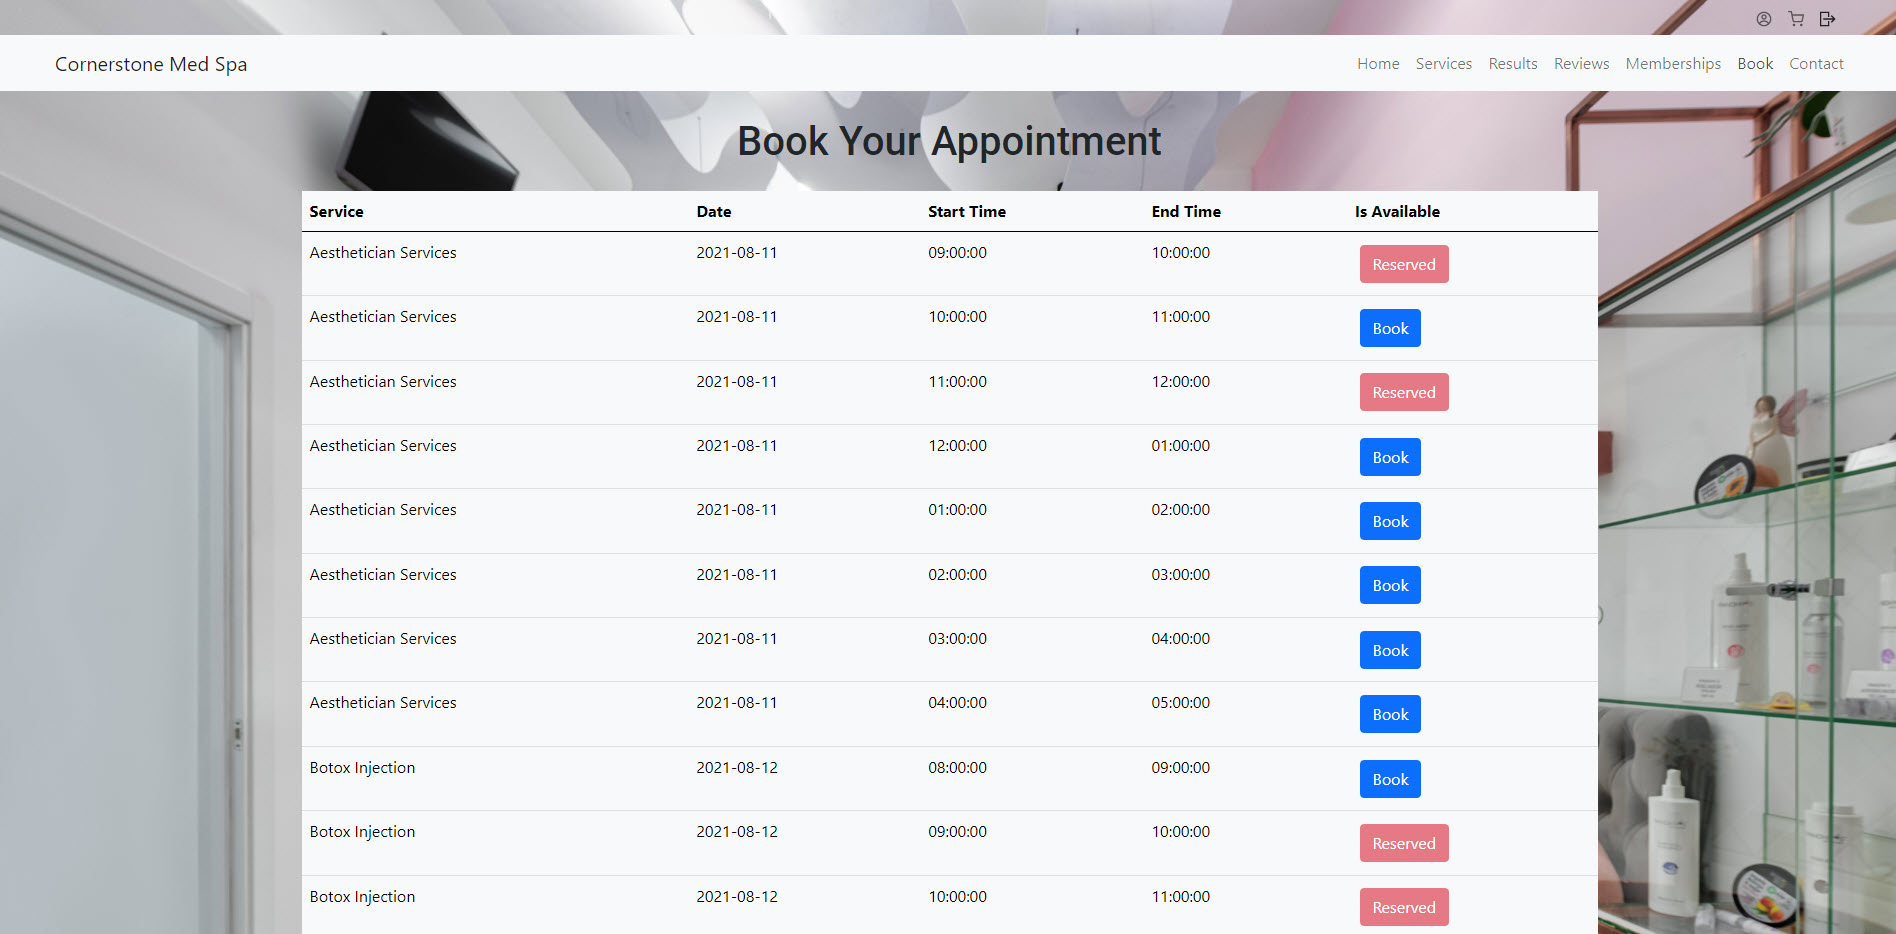 Cornerstone Med Spa Home Services Results Reviews Memberships Book Contact
Book Your Appointment
Service Date Start Time End Time Is Available
Aesthetician Services 2021-08-11 09:00:00 10:00:00 Reserved
Aesthetician Services 2021-08-11 10:00:00 11:00:00 Book
Aesthetician Services 2021-08-11 11:00:00 12:00:00 Reserved
Aesthetician Services 2021-08-11 12:00:00 01:00:00 Book
Aesthetician Services 2021-08-11 01:00:00 02:00:00 Book
Aesthetician Services 2021-08-11 02:00:00 03:00:00 Book
Aesthetician Services 2021-08-11 03:00:00 04:00:00 Book
Aesthetician Services 2021-08-11 04:00:00 05:00:00 Book
Botox Injection 2021-08-12 08:00:00 09:00:00 Book
Botox Injection 2021-08-12 09:00:00 10:00:00 Reserved
Botox Injection 2021-08-12 10:00:00 11:00:00 Reserved